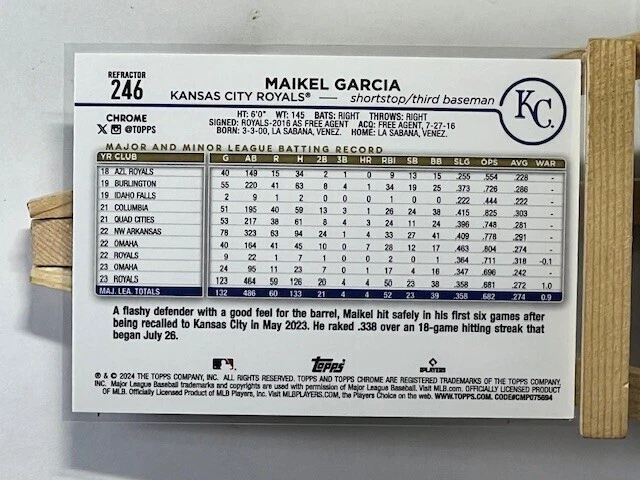 REFRACTOR
246
MAIKEL GARCIA
KANSAS CITY ROYALS® — shortstop/third baseman
KC
CHROME
X @TOPPS
HT: 6'0" WT: 145 BATS: RIGHT THROWS: RIGHT
SIGNED: ROYALS-2016 AS FREE AGENT ACQ: FREE AGENT, 7-27-16
BORN: 3-3-00, LA SABANA, VENEZ. HOME: LA SABANA, VENEZ.
MAJOR AND MINOR LEAGUE BATTING RECORD
YR CLUB G AB R H 2B 3B HR RBI SB BB SLG OPS AVG WAR
18 AZL ROYALS 40 149 15 34 2 1 0 9 13 15 .255 .554 .228 -
19 BURLINGTON 55 220 41 63 8 4 1 34 19 25 .373 .726 .286 -
19 IDAHO FALLS 2 9 1 2 0 0 0 1 0 0 .222 .444 .222 -
21 COLUMBIA 51 195 40 59 13 3 1 26 24 38 .415 .825 .303 -
21 QUAD CITIES 53 217 38 61 8 4 3 24 11 24 .396 .748 .281 -
22 NW ARKANSAS 78 323 63 94 24 1 4 33 27 41 .409 .778 .291 -
22 OMAHA 40 164 41 45 10 0 7 28 12 17 .463 .804 .274 -
22 ROYALS 9 22 1 7 1 0 0 2 0 1 .364 .711 .318 -0.1
23 OMAHA 24 95 11 23 7 0 1 17 4 16 .347 .696 .242 -
23 ROYALS 123 464 59 126 20 4 4 50 23 38 .358 .681 .272 1.0
MAJ. LEA. TOTALS 132 486 60 133 21 4 4 52 23 39 .358 .682 .274 0.9
A flashy defender with a good feel for the barrel, Maikel hit safely in his first six games after
being recalled to Kansas City in May 2023. He raked .338 over an 18-game hitting streak that
began July 26.
Topps
PLAYERS
® & © 2024 THE TOPPS COMPANY, INC. ALL RIGHTS RESERVED. TOPPS AND TOPPS CHROME ARE REGISTERED TRADEMARKS OF THE TOPPS COMPANY,
INC. Major League Baseball trademarks and copyrights are used with permission of Major League Baseball. Visit MLB.com. OFFICIALLY LICENSED PRODUCT
OF MLB. Officially Licensed Product of MLB Players, Inc. Visit MLBPLAYERS.com, the Players Choice on the web. WWW.TOPPS.COM. CODE#CMP075694